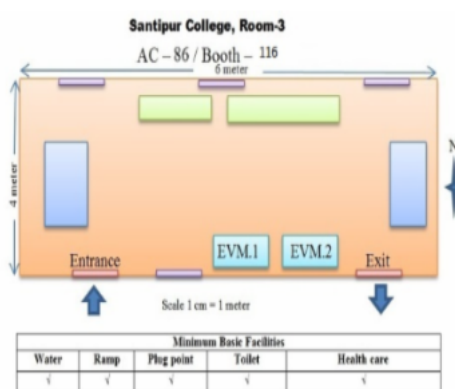 Santipur College, Room-3
AC – 86 / Booth – 116
6 meter
4 meter
N
EVM.1 EVM.2
Entrance Exit
Scale 1 cm = 1 meter
Minimum Basic Facilities
Water Ramp Plug point Toilet Health care
√ √ √ √ √